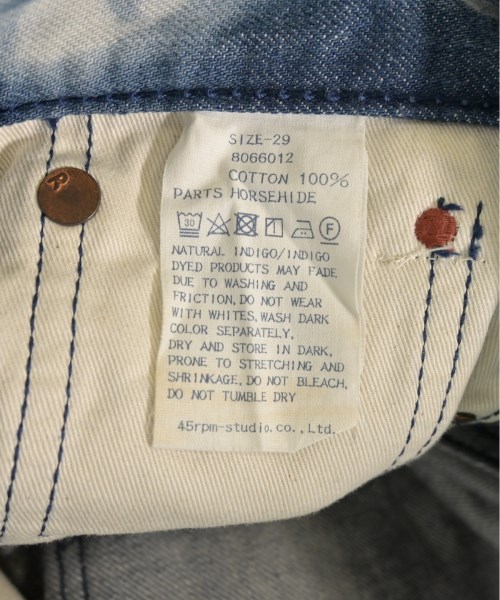 SIZE-29
8066012
COTTON 100%
PARTS HORSEHIDE
30
F
NATURAL INDIGO/INDIGO
DYED PRODUCTS MAY FADE
DUE TO WASHING AND
FRICTION, DO NOT WEAR
WITH WHITES, WASH DARK
COLOR SEPARATELY,
DRY AND STORE IN DARK,
PRONE TO STRETCHING AND
SHRINKAGE, DO NOT BLEACH,
DO NOT TUMBLE DRY
45rpm-studio.co.,Ltd.
R